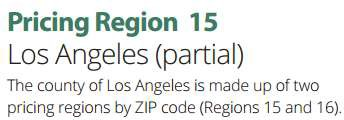 Pricing Region 15
Los Angeles (partial)
The county of Los Angeles is made up of two
pricing regions by ZIP code (Regions 15 and 16).